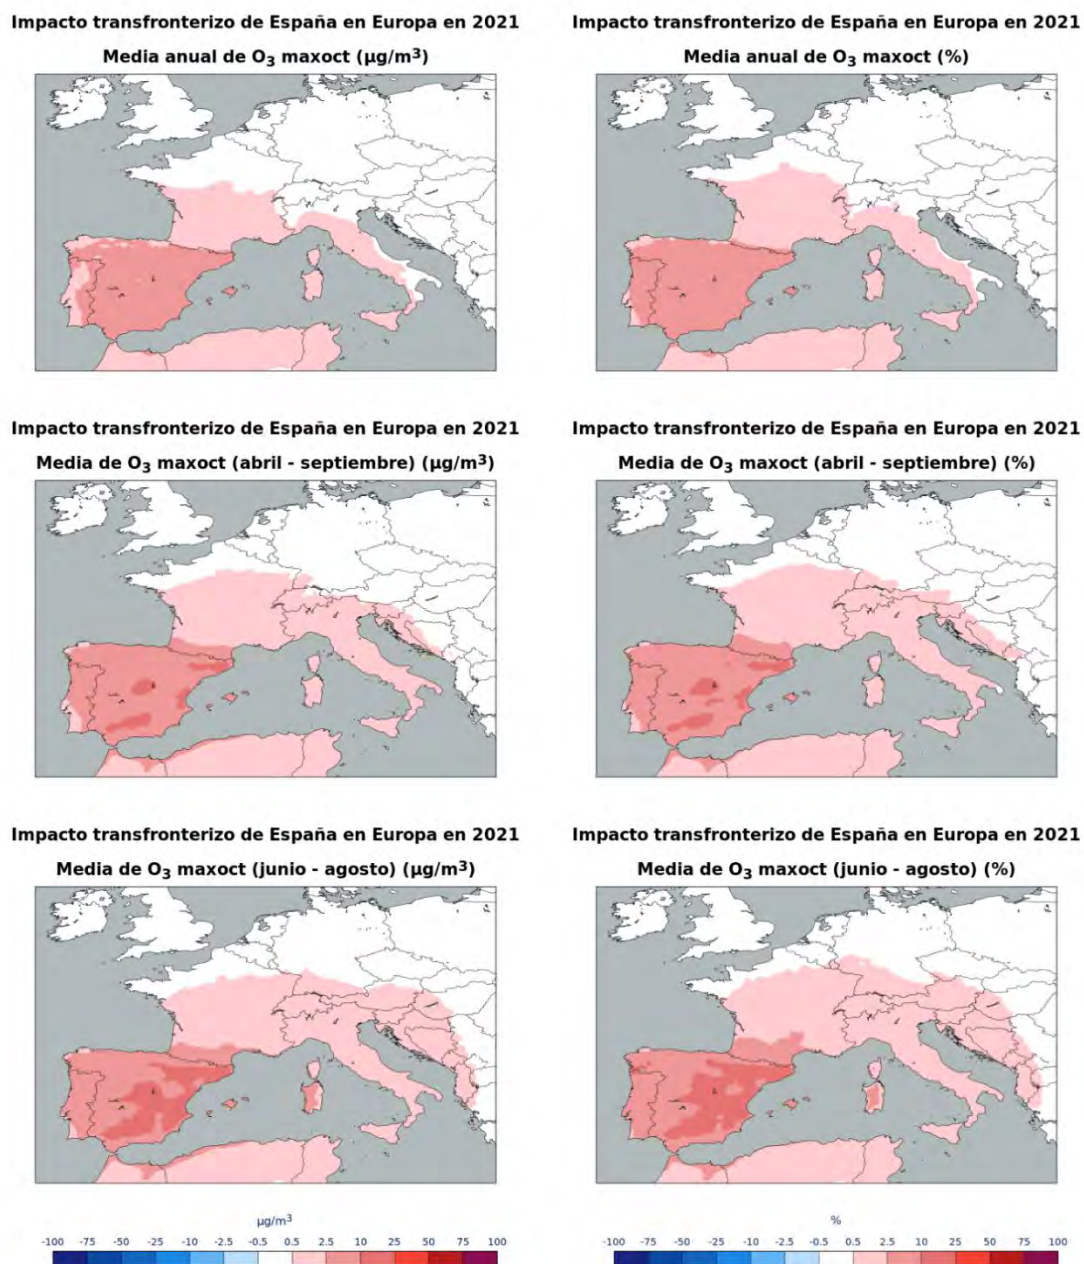 Impacto transfronterizo de España en Europa en 2021
Media anual de O3 maxoct (µg/m³)
Impacto transfronterizo de España en Europa en 2021
Media anual de O3 maxoct (%)
Impacto transfronterizo de España en Europa en 2021
Media de O3 maxoct (abril - septiembre) (µg/m³)
Impacto transfronterizo de España en Europa en 2021
Media de O3 maxoct (abril - septiembre) (%)
Impacto transfronterizo de España en Europa en 2021
Media de O3 maxoct (junio - agosto) (µg/m³)
Impacto transfronterizo de España en Europa en 2021
Media de O3 maxoct (junio - agosto) (%)
µg/m³
-100 -75 -50 -25 -10 -2.5 -0.5 0.5 2.5 10 25 50 75 100
%
-100 -75 -50 -25 -10 -2.5 -0.5 0.5 2.5 10 25 50 75 100